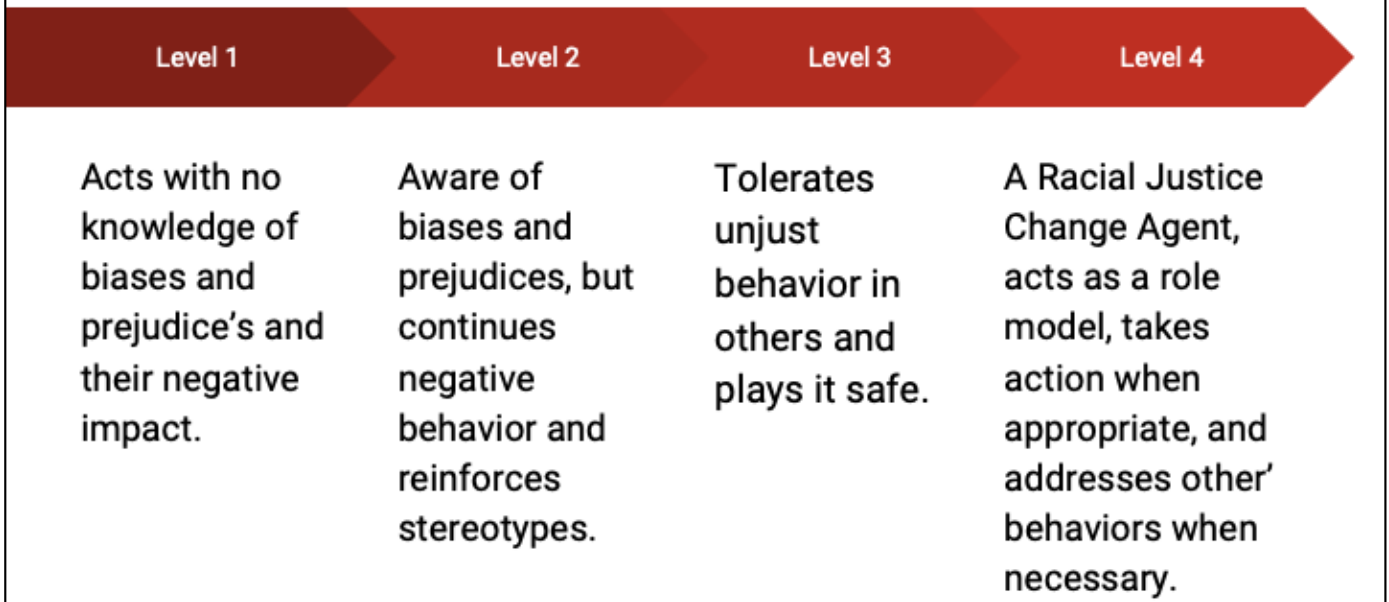 Level 1
Level 2
Level 3
Level 4
Acts with no
knowledge of
biases and
prejudice’s and
their negative
impact.
Aware of
biases and
prejudices, but
continues
negative
behavior and
reinforces
stereotypes.
Tolerates
unjust
behavior in
others and
plays it safe.
A Racial Justice
Change Agent,
acts as a role
model, takes
action when
appropriate, and
addresses other’
behaviors when
necessary.